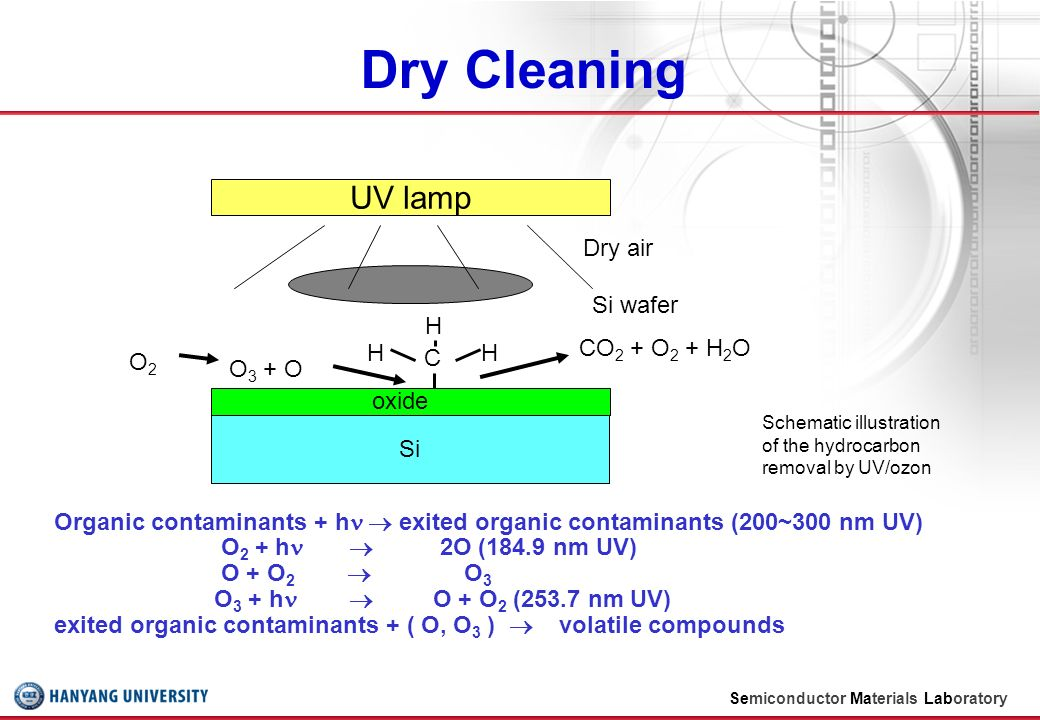 Dry Cleaning
UV lamp
Dry air
Si wafer
H
H C H
CO₂ + O₂ + H₂O
O₂
O₃ + O
oxide
Si
Schematic illustration
of the hydrocarbon
removal by UV/ozon
Organic contaminants + hν → exited organic contaminants (200~300 nm UV)
O₂ + hν → 2O (184.9 nm UV)
O + O₂ → O₃
O₃ + hν → O + O₂ (253.7 nm UV)
exited organic contaminants + ( O, O₃ ) → volatile compounds
HANYANG UNIVERSITY
Semiconductor Materials Laboratory